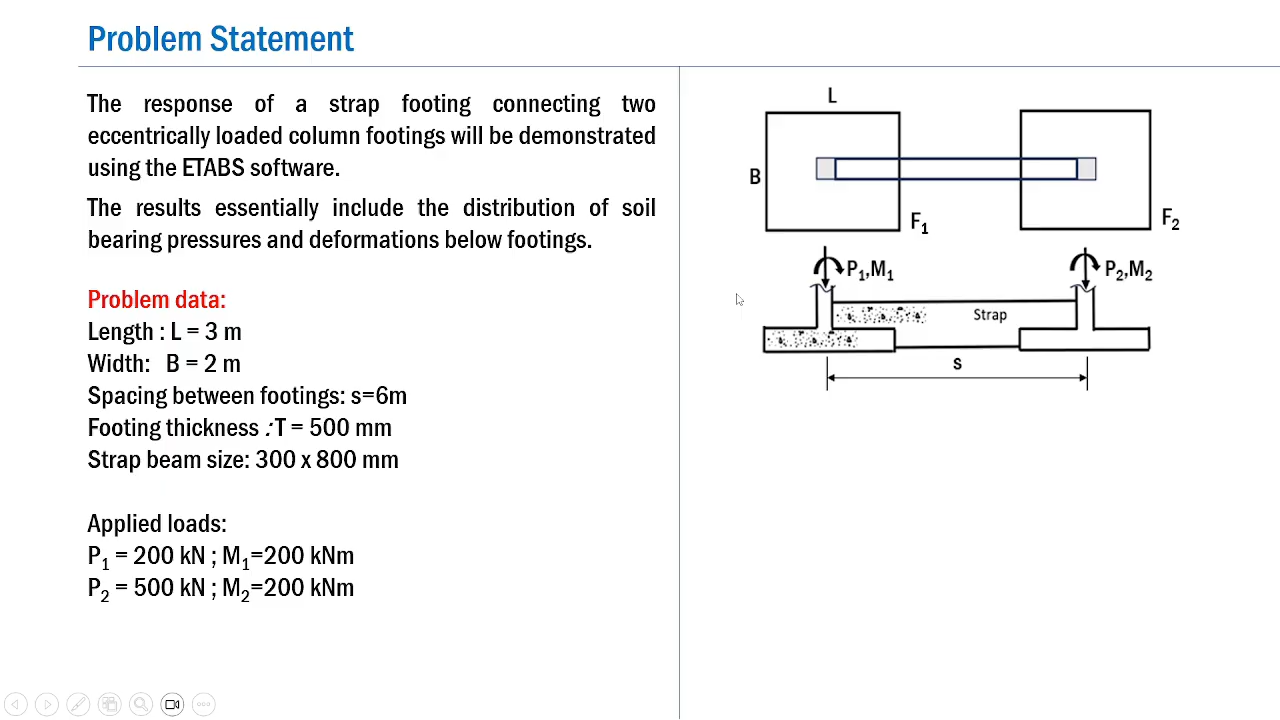 Problem Statement
The response of a strap footing connecting two
eccentrically loaded column footings will be demonstrated
using the ETABS software.
The results essentially include the distribution of soil
bearing pressures and deformations below footings.
Problem data:
Length : L = 3 m
Width: B = 2 m
Spacing between footings: s=6m
Footing thickness : T = 500 mm
Strap beam size: 300 x 800 mm
Applied loads:
P₁ = 200 kN ; M₁=200 kNm
P₂ = 500 kN ; M₂=200 kNm
L
B
F₁
F₂
P₁,M₁
P₂,M₂
Strap
s